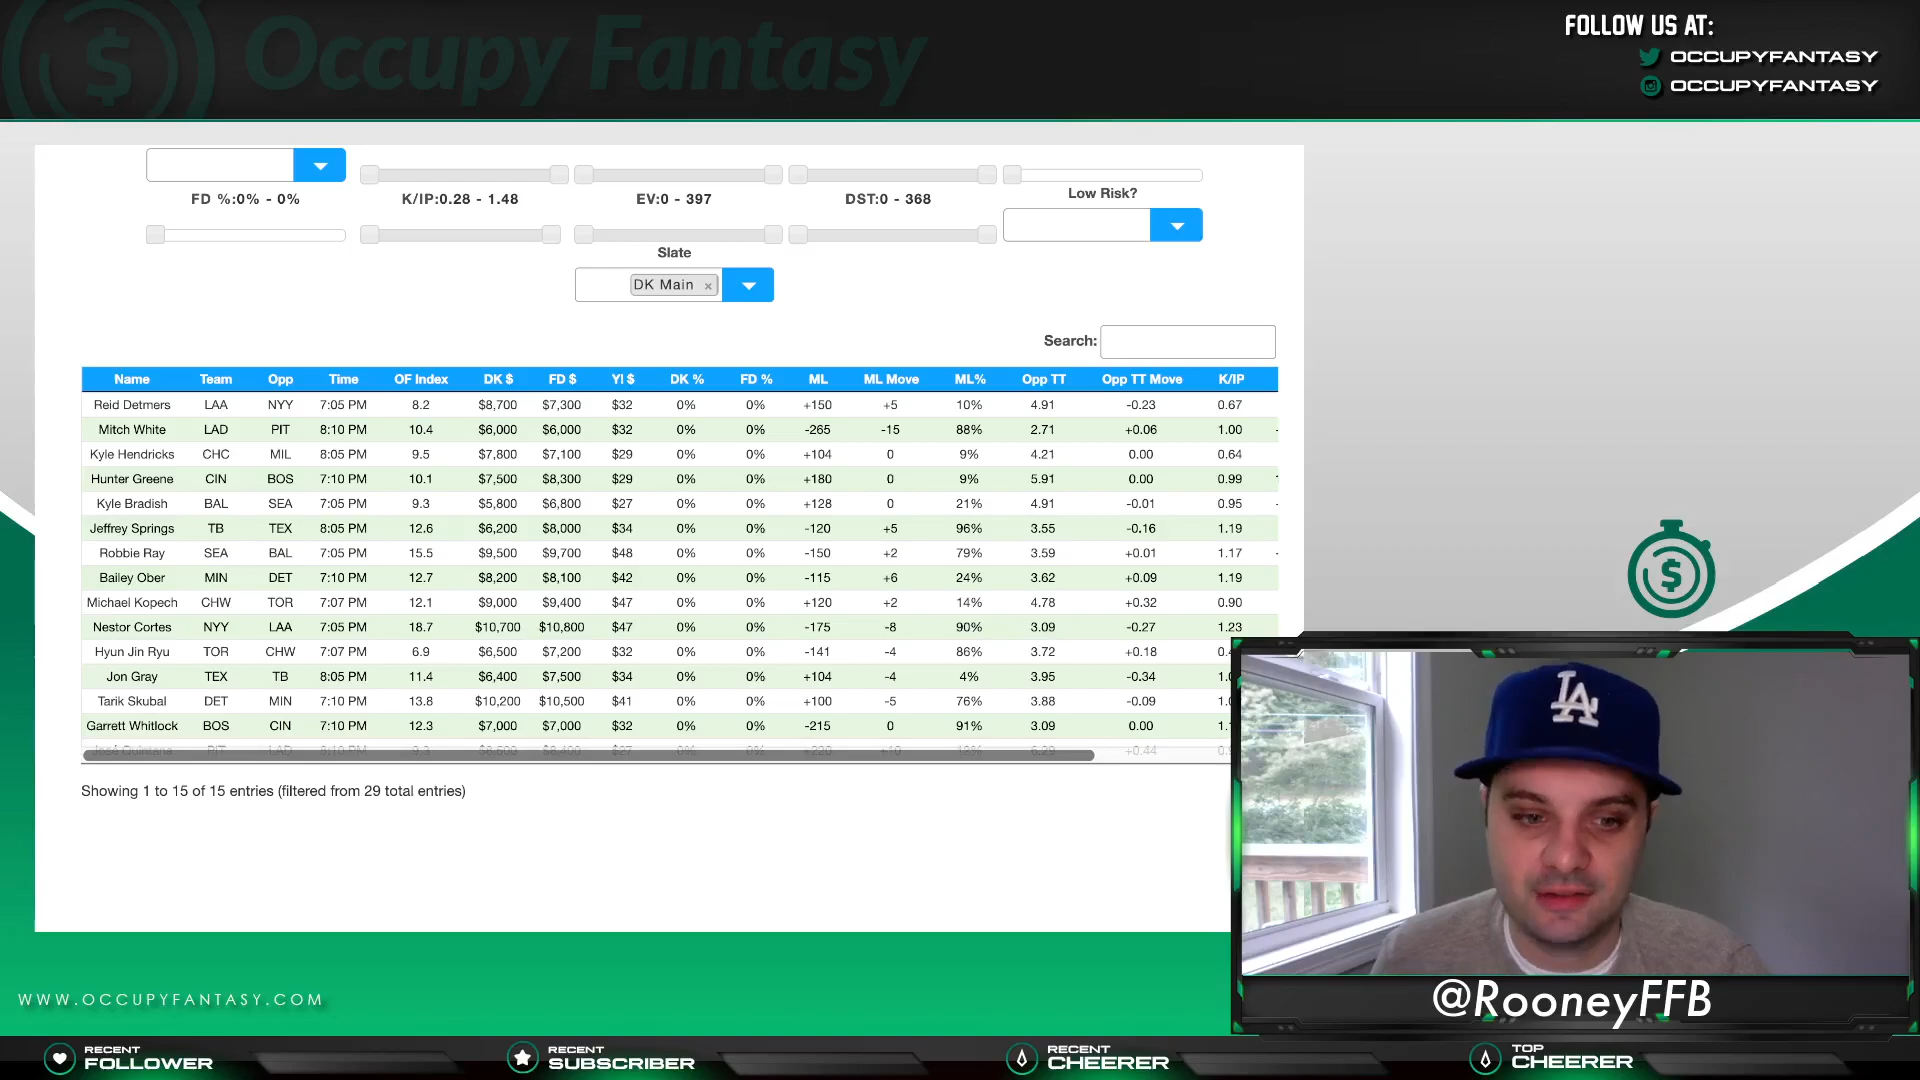 Occupy Fantasy
FOLLOW US AT:
OCCUPYFANTASY
OCCUPYFANTASY
FD %:0% - 0%
K/IP:0.28 - 1.48
EV:0 - 397
DST:0 - 368
Low Risk?
Slate
DK Main ×
Search:
Name Team Opp Time OF Index DK $ FD $ Y! $ DK % FD % ML ML Move ML% Opp TT Opp TT Move K/IP
Reid Detmers LAA NYY 7:05 PM 8.2 $8,700 $7,300 $32 0% 0% +150 +5 10% 4.91 -0.23 0.67
Mitch White LAD PIT 8:10 PM 10.4 $6,000 $6,000 $32 0% 0% -265 -15 88% 2.71 +0.06 1.00
Kyle Hendricks CHC MIL 8:05 PM 9.5 $7,800 $7,100 $29 0% 0% +104 0 9% 4.21 0.00 0.64
Hunter Greene CIN BOS 7:10 PM 10.1 $7,500 $8,300 $29 0% 0% +180 0 9% 5.91 0.00 0.99
Kyle Bradish BAL SEA 7:05 PM 9.3 $5,800 $6,800 $27 0% 0% +128 0 21% 4.91 -0.01 0.95
Jeffrey Springs TB TEX 8:05 PM 12.6 $6,200 $8,000 $34 0% 0% -120 +5 96% 3.55 -0.16 1.19
Robbie Ray SEA BAL 7:05 PM 15.5 $9,500 $9,700 $48 0% 0% -150 +2 79% 3.59 +0.01 1.17
Bailey Ober MIN DET 7:10 PM 12.7 $8,200 $8,100 $42 0% 0% -115 +6 24% 3.62 +0.09 1.19
Michael Kopech CHW TOR 7:07 PM 12.1 $9,000 $9,400 $47 0% 0% +120 +2 14% 4.78 +0.32 0.90
Nestor Cortes NYY LAA 7:05 PM 18.7 $10,700 $10,800 $47 0% 0% -175 -8 90% 3.09 -0.27 1.23
Hyun Jin Ryu TOR CHW 7:07 PM 6.9 $6,500 $7,200 $32 0% 0% -141 -4 86% 3.72 +0.18
Jon Gray TEX TB 8:05 PM 11.4 $6,400 $7,500 $34 0% 0% +104 -4 4% 3.95 -0.34
Tarik Skubal DET MIN 7:10 PM 13.8 $10,200 $10,500 $41 0% 0% +100 -5 76% 3.88 -0.09
Garrett Whitlock BOS CIN 7:10 PM 12.3 $7,000 $7,000 $32 0% 0% -215 0 91% 3.09 0.00
José Quintana PIT LAD 8:10 PM 9.3 $27 0% 0% +220 +10 6.29 +0.44
Showing 1 to 15 of 15 entries (filtered from 29 total entries)
LA
@RooneyFFB
WWW.OCCUPYFANTASY.COM
RECENT FOLLOWER
RECENT SUBSCRIBER
RECENT CHEERER
TOP CHEERER